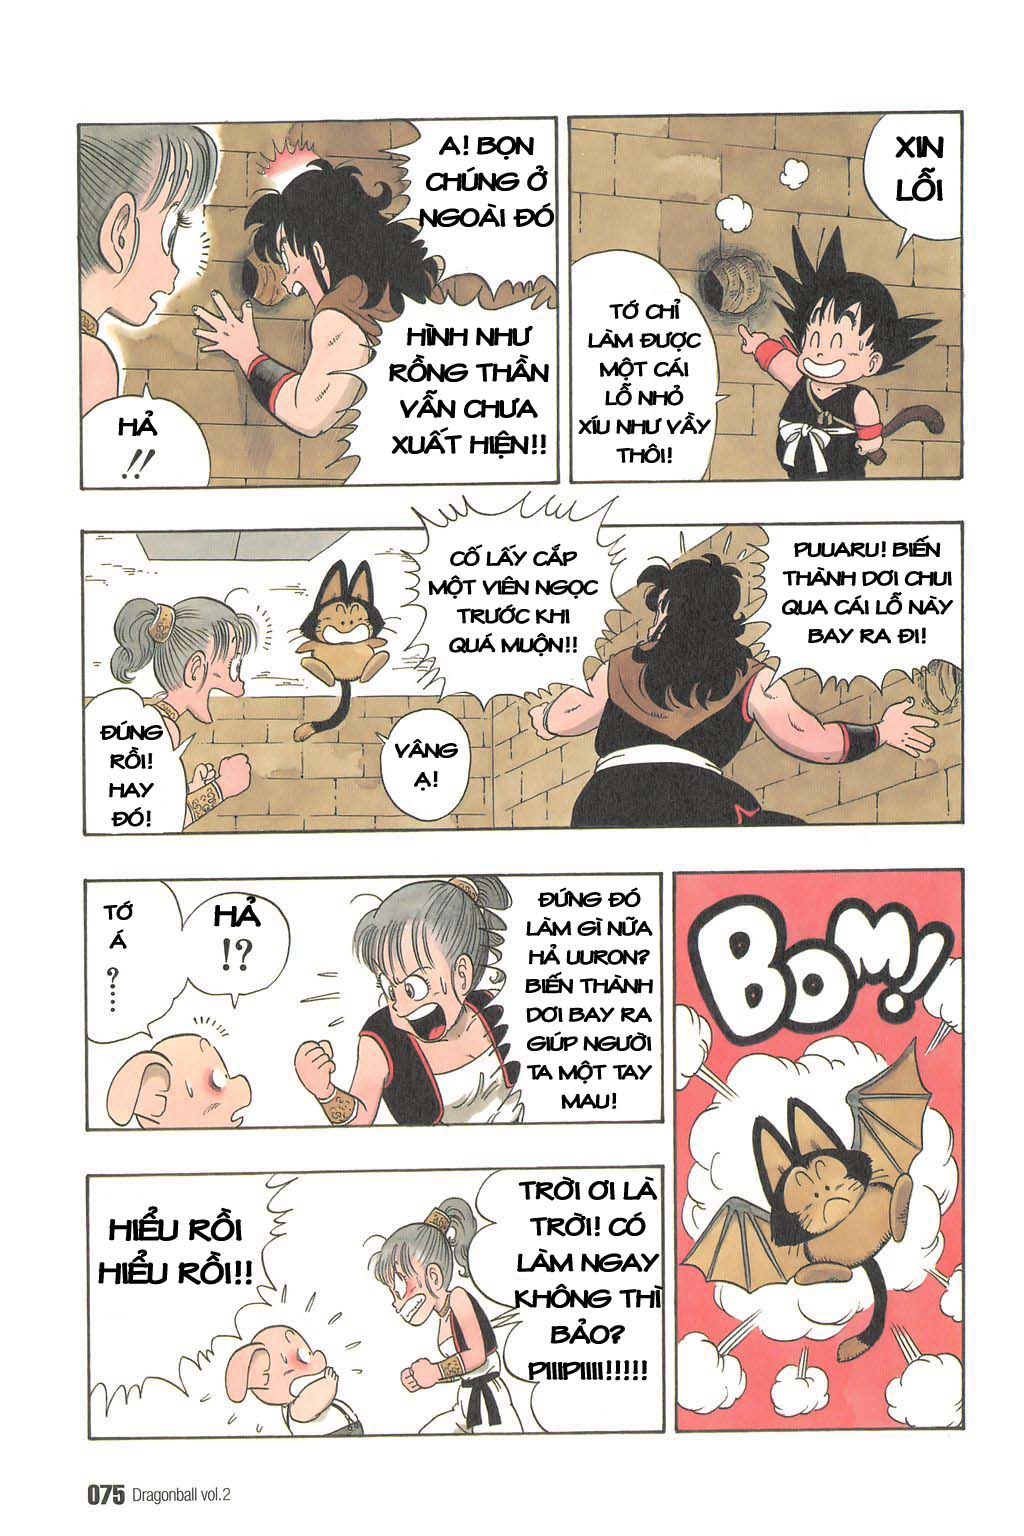 XIN
LỖI
TỚ CHỈ
LÀM ĐƯỢC
MỘT CÁI
LỖ NHỎ
XÍU NHƯ VẦY
THÔI!
A! BỌN
CHÚNG Ở
NGOÀI ĐÓ
HÌNH NHƯ
RỒNG THẦN
VẪN CHƯA
XUẤT HIỆN!!
HẢ
!!
PUUARU! BIẾN
THÀNH DƠI CHUI
QUA CÁI LỖ NÀY
BAY RA ĐI!
CỐ LẤY CẮP
MỘT VIÊN NGỌC
TRƯỚC KHI
QUÁ MUỘN!!
VÂNG
Ạ!
ĐÚNG
RỒI!
HAY
ĐÓ!
BOM!
ĐỨNG ĐÓ
LÀM GÌ NỮA
HẢ UURON?
BIẾN THÀNH
DƠI BAY RA
GIÚP NGƯỜI
TA MỘT TAY
MAU!
HẢ
!?
TỚ
Á
?....
TRỜI ƠI LÀ
TRỜI! CÓ
LÀM NGAY
KHÔNG THÌ
BẢO?
PIIIPIIII!!!!!
HIỂU RỒI
HIỂU RỒI!!
075 Dragonball vol.2